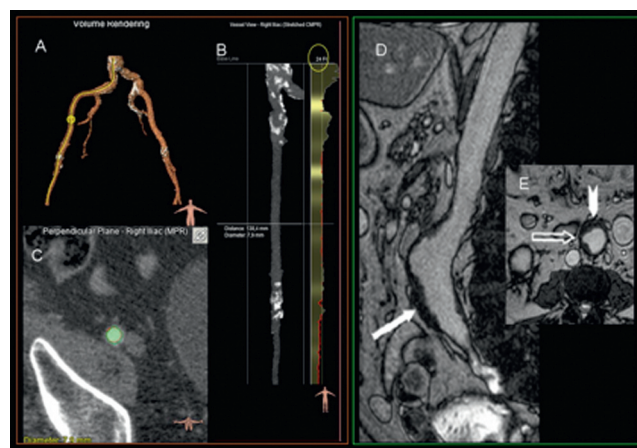 Volume Rendering
A
Vessel View - Right Iliac (Stretched CMPR)
B
24 Fr
Distance: 138,4 mm
Diameter: 7,9 mm
C
Perpendicular Plane - Right Iliac (MPR)
D
E